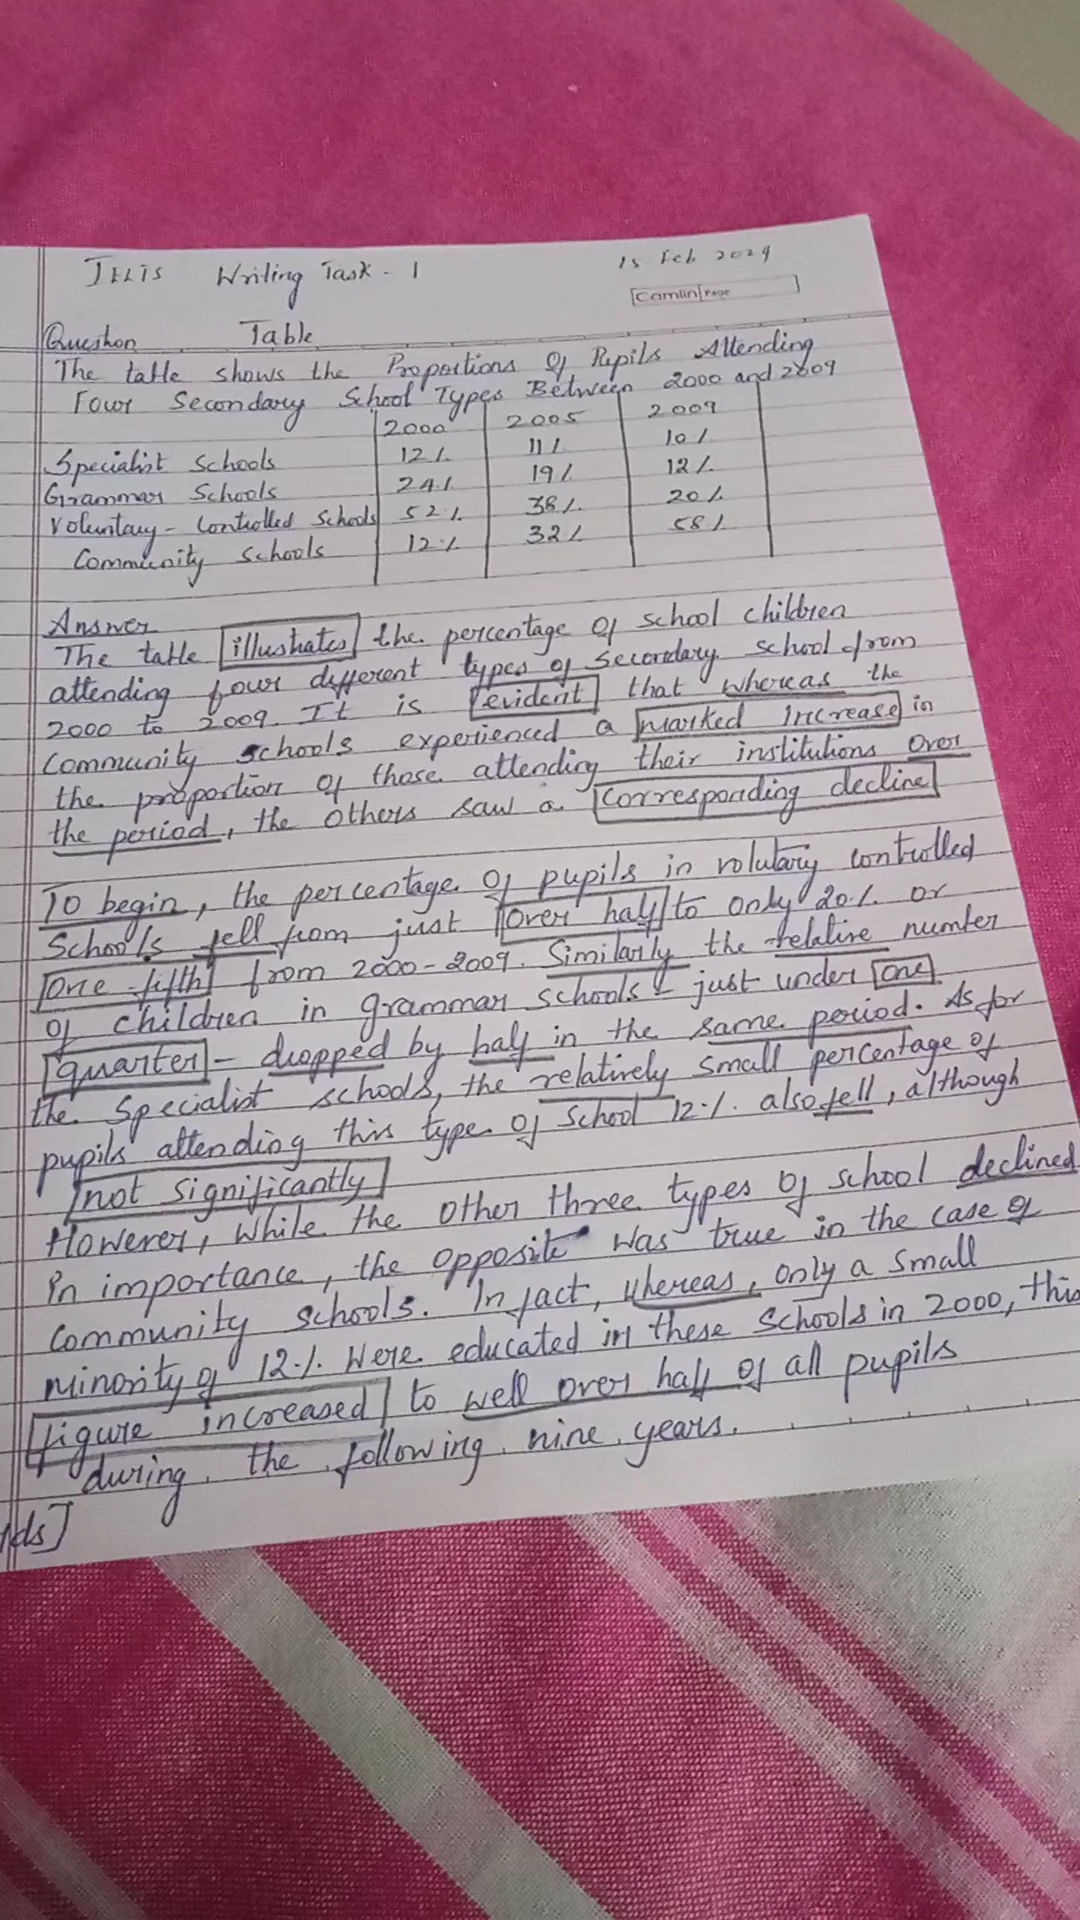 IELTS Writing Task - 1
15 Feb 2024
Camlin Page
Question Table
The table shows the Proportions Of Pupils Attending
Four Secondary School Types Between 2000 and 2009
2000 2005 2009
Specialist Schools 12% 11% 10%
Grammar Schools 24% 19% 12%
Voluntary - Controlled Schools 52% 38% 20%
Community Schools 12% 32% 58%
Answer
The table illustrates the percentage of school children
attending four different types of Secondary school from
2000 to 2009. It is evident that whereas the
Community schools experienced a marked increase in
the proportion of those attending their institutions over
the period, the others saw a corresponding decline
To begin, the percentage of pupils in volutary controlled
Schools fell from just over half to only 20% or
one-fifth from 2000-2009. Similarly the relative number
of children in grammar schools - just under one
quarter - dropped by half in the same period. As for
the Specialist schools, the relatively small percentage of
pupils attending this type of School 12% also fell, although
not significantly
However, while the other three types of school declined
in importance, the opposite was true in the case of
community schools. In fact, whereas, only a small
minority of 12% were educated in these schools in 2000, this
figure increased to well over half of all pupils
during the following nine years.
ds]